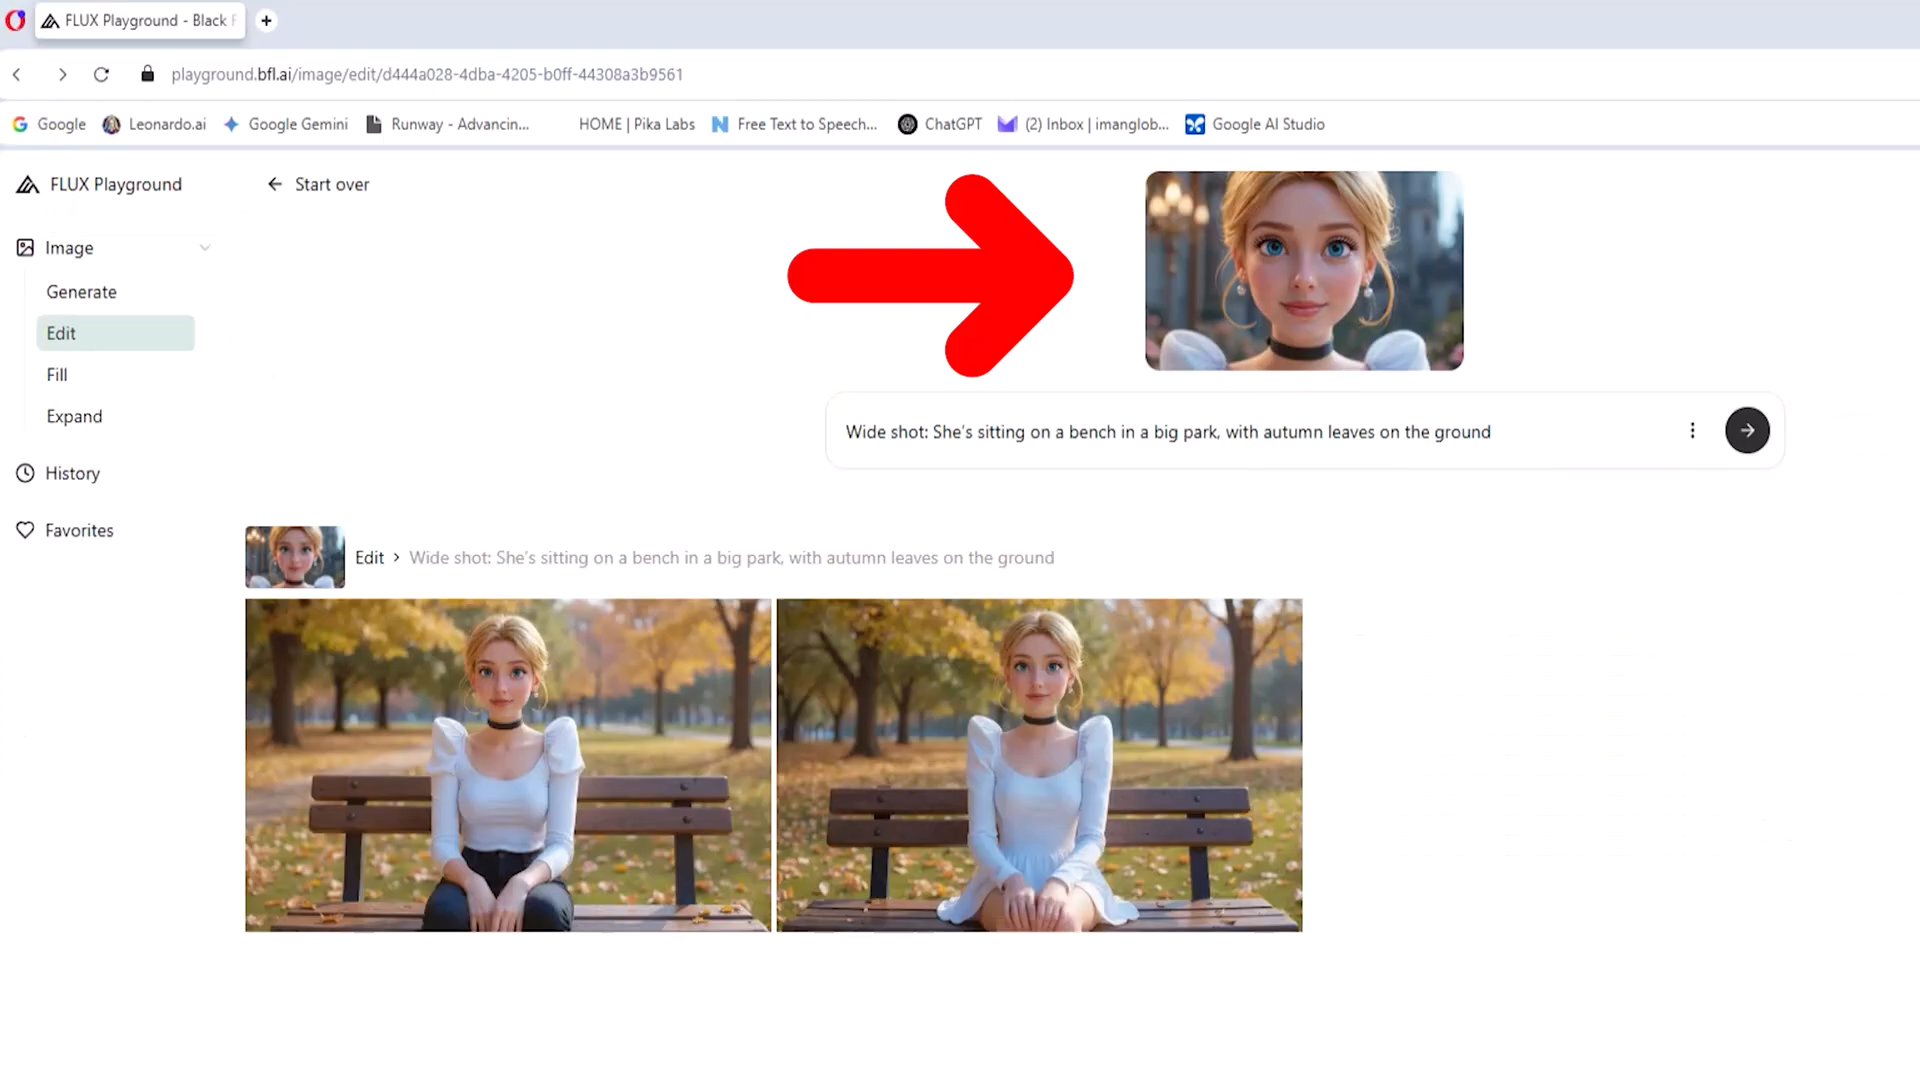 FLUX Playground - Black F
playground.bfl.ai/image/edit/d444a028-4dba-4205-b0ff-44308a3b9561
Google Leonardo.ai Google Gemini Runway - Advancin... HOME | Pika Labs Free Text to Speech... ChatGPT (2) Inbox | imanglob... Google AI Studio
FLUX Playground
Start over
Image
Generate
Edit
Fill
Expand
History
Favorites
Wide shot: She's sitting on a bench in a big park, with autumn leaves on the ground
Edit > Wide shot: She's sitting on a bench in a big park, with autumn leaves on the ground